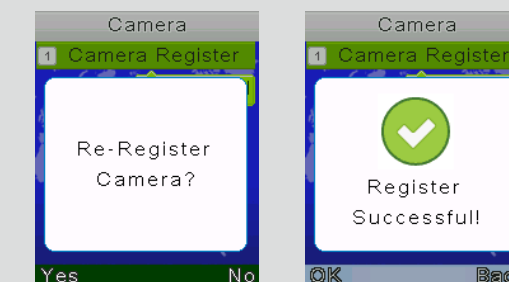 Camera
1 Camera Register
Re-Register
Camera?
Yes No
Camera
1 Camera Register
Register
Successful!
OK